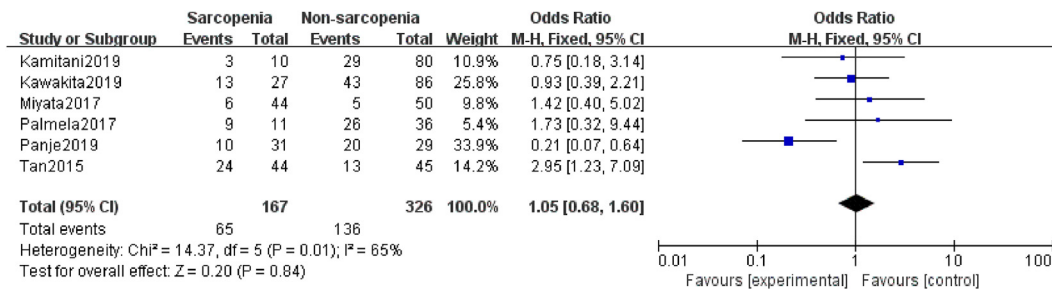 Sarcopenia Non-sarcopenia Odds Ratio Odds Ratio
Study or Subgroup Events Total Events Total Weight M-H, Fixed, 95% CI M-H, Fixed, 95% CI
Kamitani2019 3 10 29 80 10.9% 0.75 [0.18, 3.14]
Kawakita2019 13 27 43 86 25.8% 0.93 [0.39, 2.21]
Miyata2017 6 44 5 50 9.8% 1.42 [0.40, 5.02]
Palmela2017 9 11 26 36 5.4% 1.73 [0.32, 9.44]
Panje2019 10 31 20 29 33.9% 0.21 [0.07, 0.64]
Tan2015 24 44 13 45 14.2% 2.95 [1.23, 7.09]
Total (95% CI) 167 326 100.0% 1.05 [0.68, 1.60]
Total events 65 136
Heterogeneity: Chi² = 14.37, df = 5 (P = 0.01); I² = 65%
Test for overall effect: Z = 0.20 (P = 0.84)
0.01 0.1 1 10 100
Favours [experimental] Favours [control]